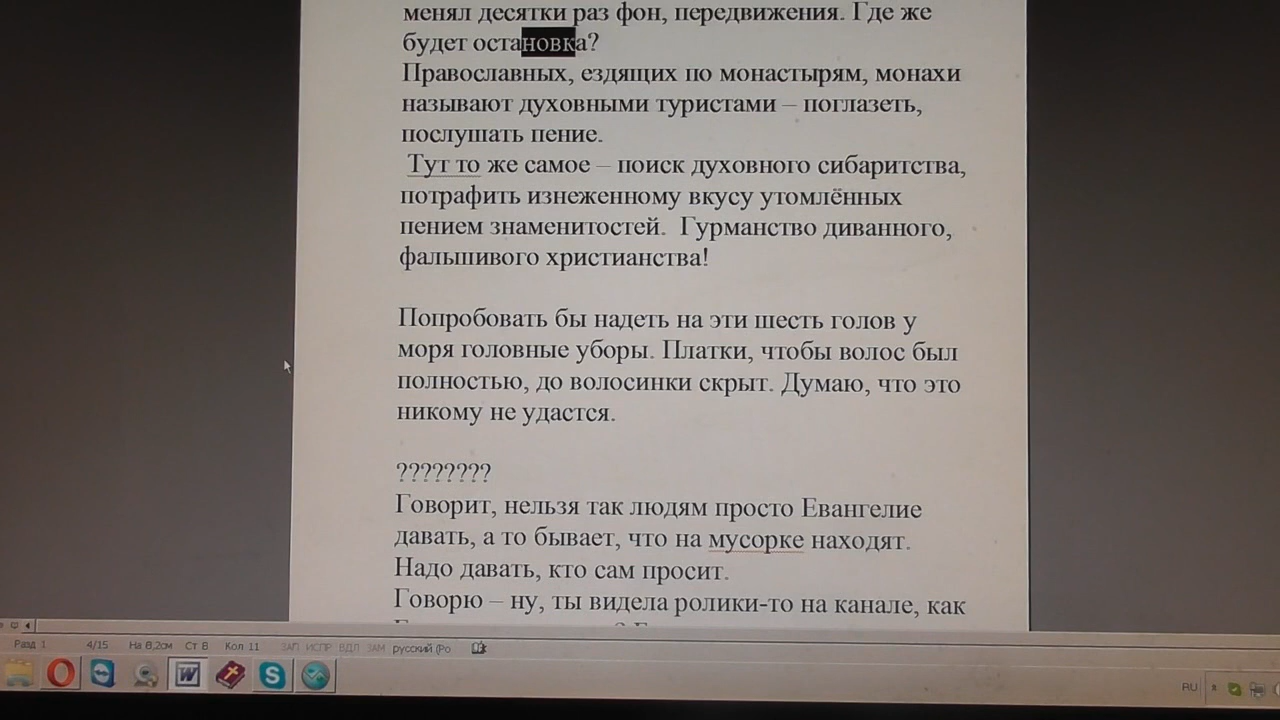 менял десятки раз фон, передвижения. Где же
будет остановка?
Православных, ездящих по монастырям, монахи
называют духовными туристами – поглазеть,
послушать пение.
Тут то же самое – поиск духовного сибаритства,
потрафить изнеженному вкусу утомлённых
пением знаменитостей. Гурманство диванного,
фальшивого христианства!
Попробовать бы надеть на эти шесть голов у
моря головные уборы. Платки, чтобы волос был
полностью, до волосинки скрыт. Думаю, что это
никому не удастся.
????????
Говорит, нельзя так людям просто Евангелие
давать, а то бывает, что на мусорке находят.
Надо давать, кто сам просит.
Говорю – ну, ты видела ролики-то на канале, как
Разд 1 4/15 На 8,2см Ст 8 Кол 11 ЗАП ИСПР ВДЛ ЗАМ русский (Ро
RU